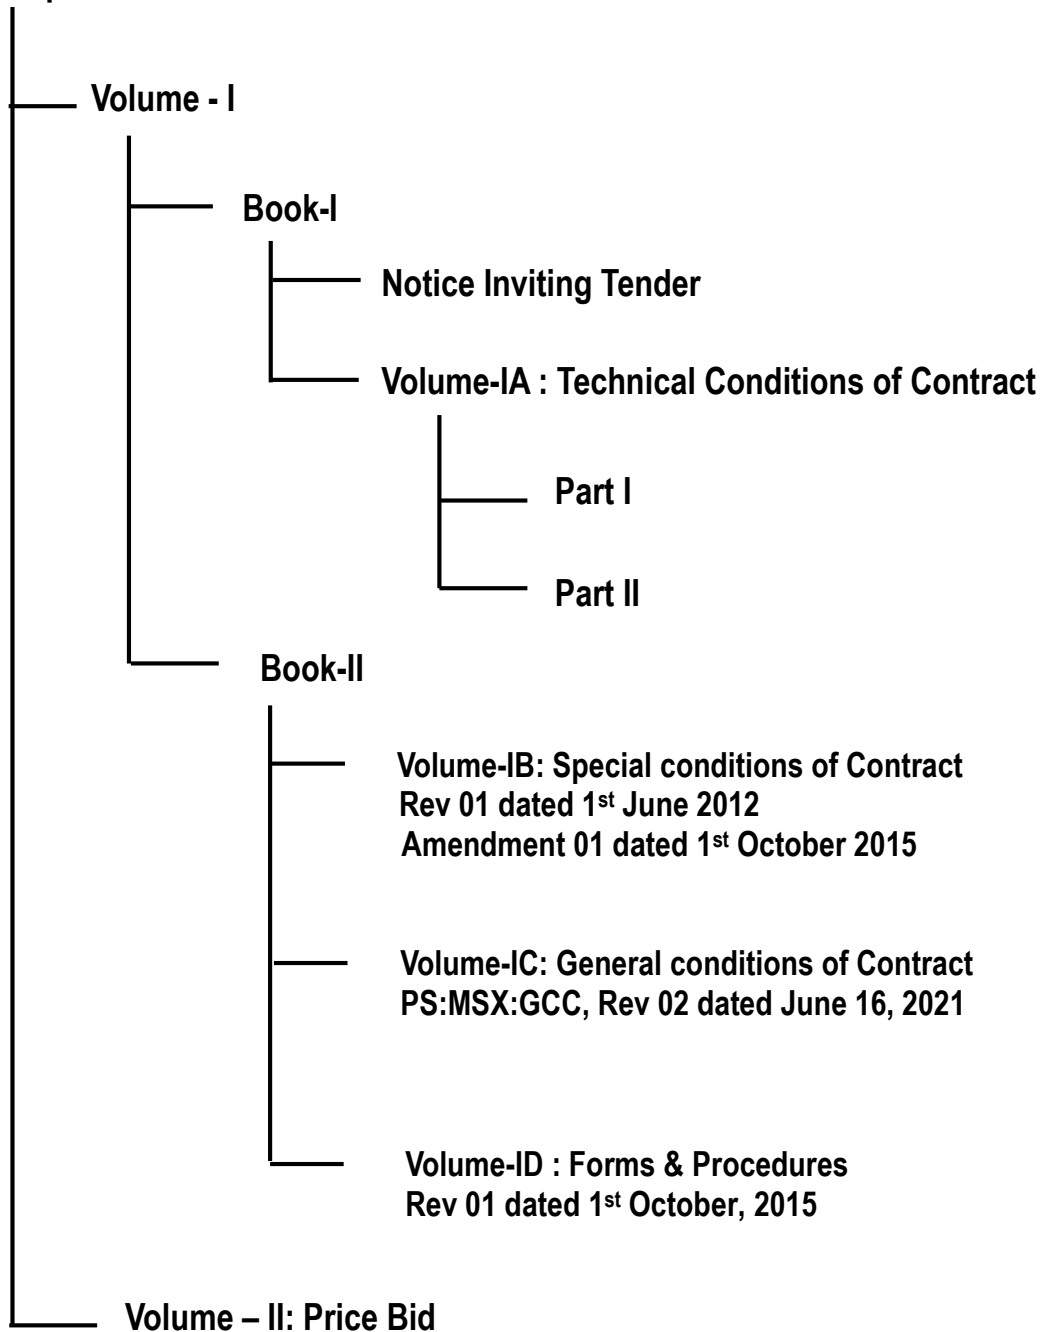 Volume - I
Book-I
Notice Inviting Tender
Volume-IA : Technical Conditions of Contract
Part I
Part II
Book-II
Volume-IB: Special conditions of Contract
Rev 01 dated 1st June 2012
Amendment 01 dated 1st October 2015
Volume-IC: General conditions of Contract
PS:MSX:GCC, Rev 02 dated June 16, 2021
Volume-ID : Forms & Procedures
Rev 01 dated 1st October, 2015
Volume – II: Price Bid